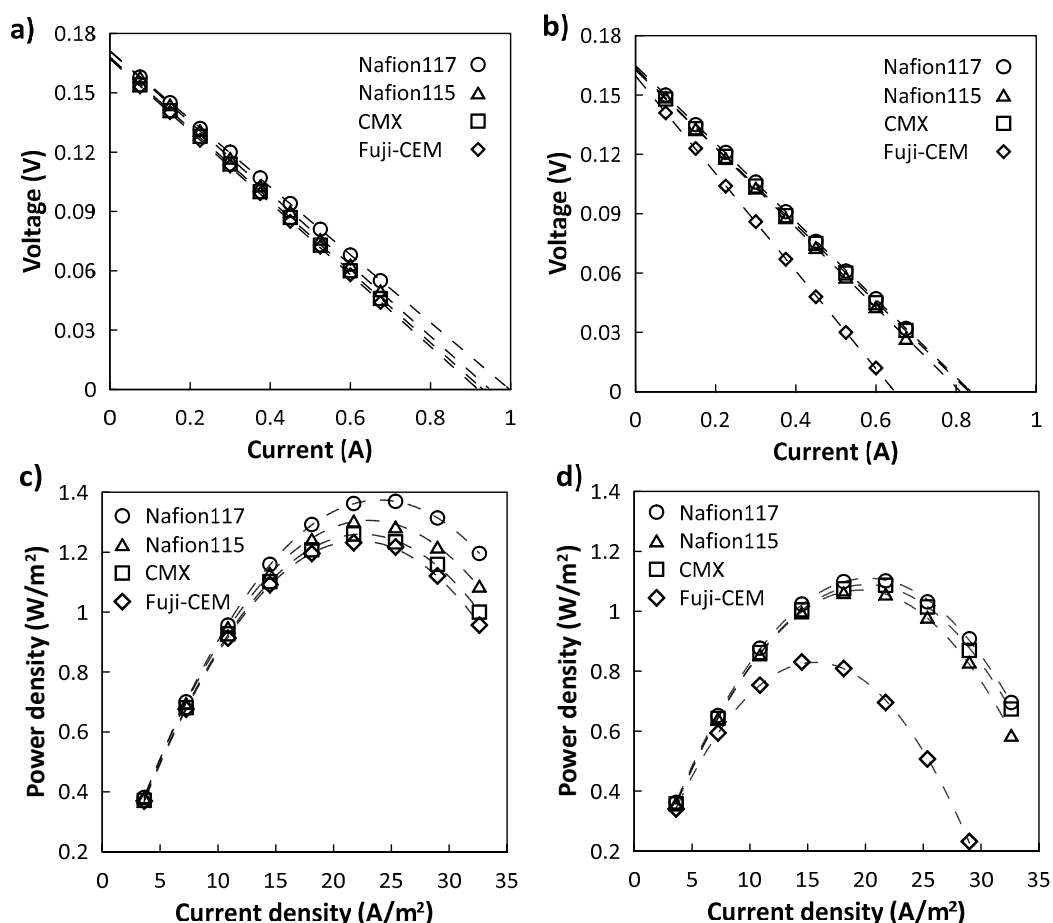 a)
0.18
0.15
0.12
0.09
0.06
0.03
0
Voltage (V)
Nafion117
Nafion115
CMX
Fuji-CEM
0 0.2 0.4 0.6 0.8 1
Current (A)
b)
0.18
0.15
0.12
0.09
0.06
0.03
0
Voltage (V)
Nafion117
Nafion115
CMX
Fuji-CEM
0 0.2 0.4 0.6 0.8 1
Current (A)
c)
1.4
1.2
1
0.8
0.6
0.4
0.2
Power density (W/m²)
Nafion117
Nafion115
CMX
Fuji-CEM
0 5 10 15 20 25 30 35
Current density (A/m²)
d)
1.4
1.2
1
0.8
0.6
0.4
0.2
Power density (W/m²)
Nafion117
Nafion115
CMX
Fuji-CEM
0 5 10 15 20 25 30 35
Current density (A/m²)